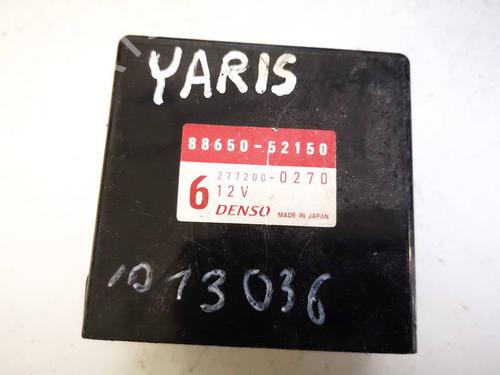 YARIS
88650-52150
277200-0270
6 12V
DENSO MADE IN JAPAN
1013036